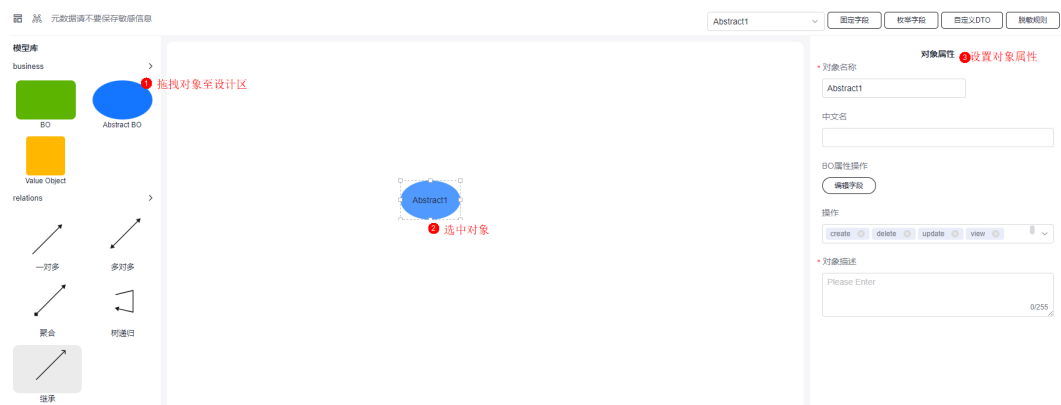 元数据请不要保存敏感信息
Abstract1
固定字段
枚举字段
自定义DTO
脱敏规则
模型库
business
BO
Abstract BO
1 拖拽对象至设计区
Value Object
relations
一对多
多对多
聚合
树递归
继承
Abstract1
2 选中对象
对象属性
3 设置对象属性
* 对象名称
Abstract1
中文名
BO属性操作
编辑字段
操作
create
delete
update
view
* 对象描述
Please Enter
0/255